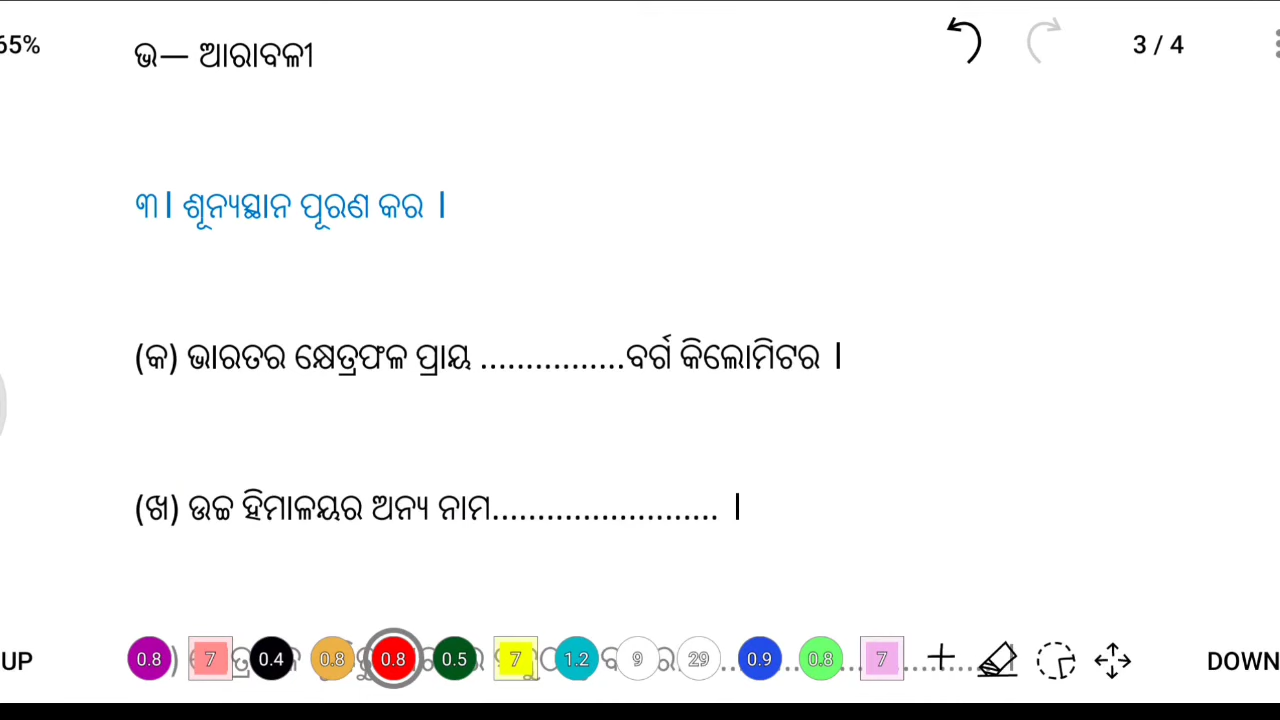 65%
ଭ— ଆରାବଳୀ
3 / 4
୩। ଶୂନ୍ୟସ୍ଥାନ ପୂରଣ କର ।
(କ) ଭାରତର କ୍ଷେତ୍ରଫଳ ପ୍ରାୟ ................ବର୍ଗ କିଲୋମିଟର ।
(ଖ) ଉଚ୍ଚ ହିମାଳୟର ଅନ୍ୟ ନାମ......................... ।
UP 0.8 7 0.4 0.8 0.8 0.5 7 1.2 9 29 0.9 0.8 7 DOWN